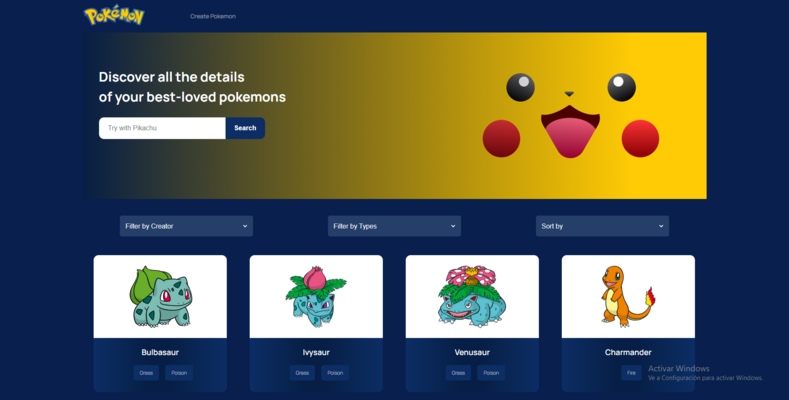 POKéMON
Create Pokemon
Discover all the details
of your best-loved pokemons
Try with Pikachu
Search
Filter by Creator
Filter by Types
Sort by
Bulbasaur
Grass
Poison
Ivysaur
Grass
Poison
Venusaur
Grass
Poison
Charmander
Fire
Activar Windows
Ve a Configuración para activar Windows.